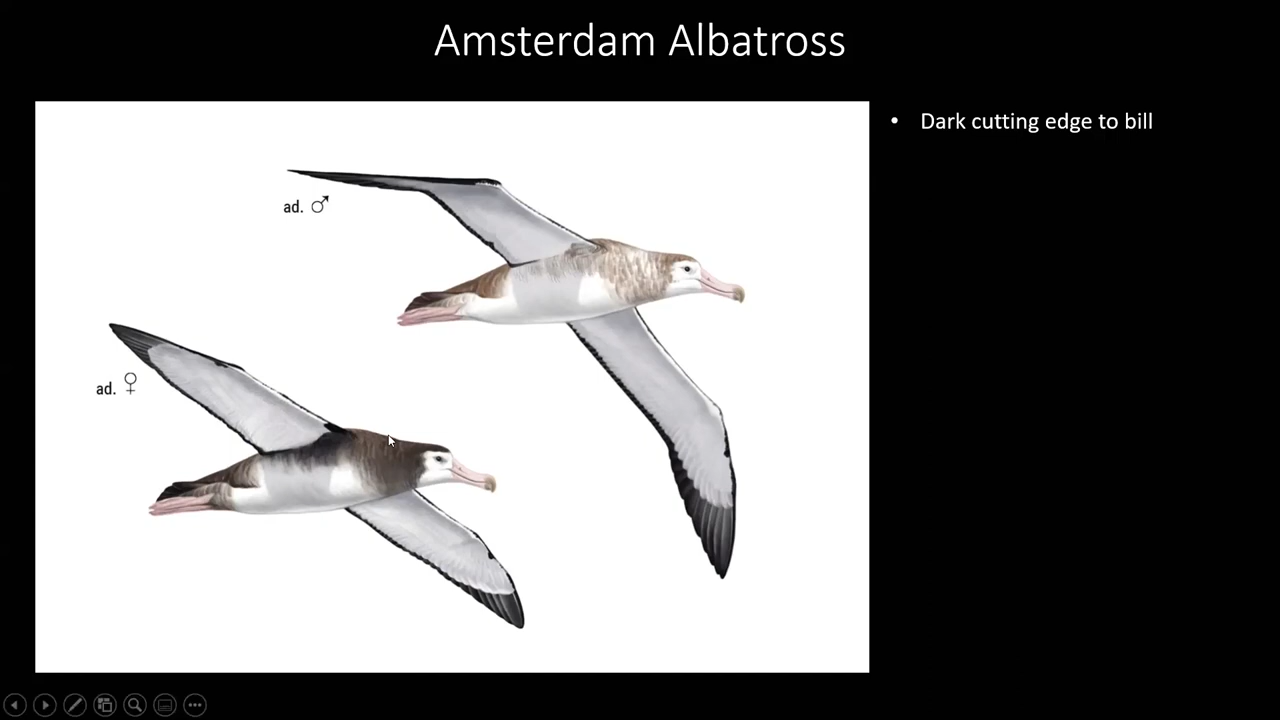 Amsterdam Albatross
• Dark cutting edge to bill
ad. ♂
ad. ♀